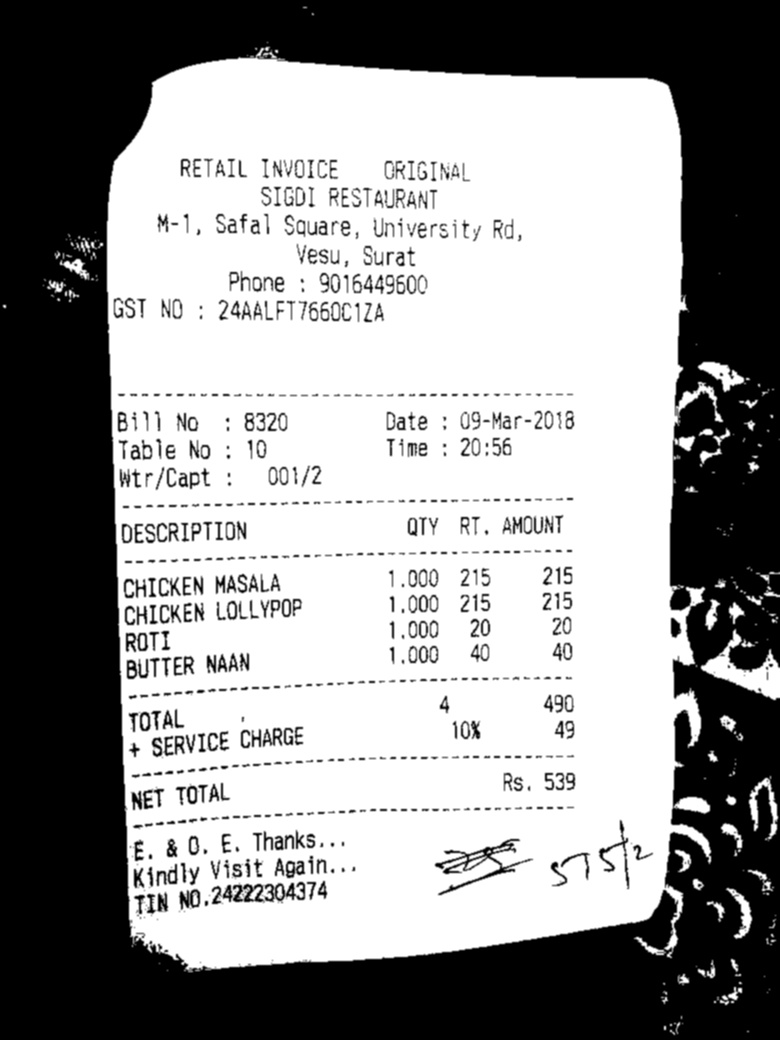 RETAIL INVOICE ORIGINAL
SIGDI RESTAURANT
M-1, Safal Square, University Rd,
Vesu, Surat
Phone : 9016449600
GST NO : 24AALFT7660C1ZA
Bill No : 8320 Date : 09-Mar-2018
Table No : 10 Time : 20:56
Wtr/Capt : 001/2
DESCRIPTION QTY RT. AMOUNT
CHICKEN MASALA 1.000 215 215
CHICKEN LOLLYPOP 1.000 215 215
ROTI 1.000 20 20
BUTTER NAAN 1.000 40 40
TOTAL 4 490
+ SERVICE CHARGE 10% 49
NET TOTAL Rs. 539
E. & O. E. Thanks...
Kindly Visit Again...
TIN NO.24222304374